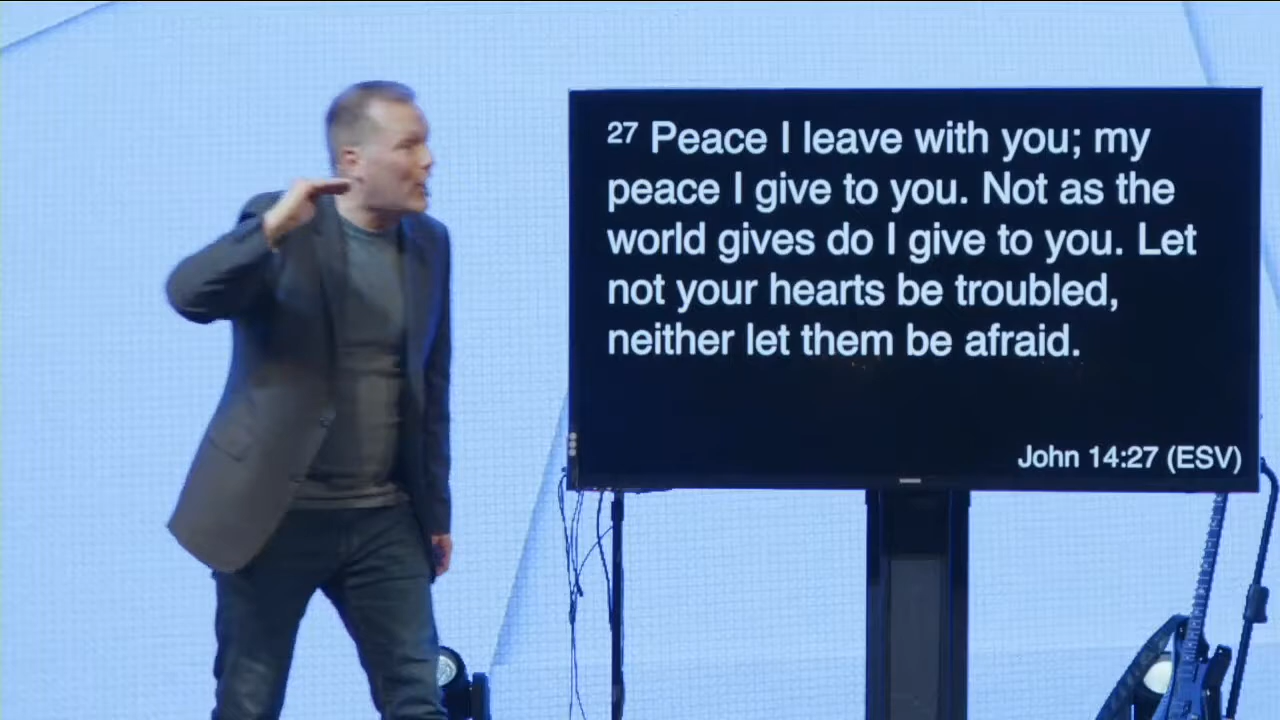 27 Peace I leave with you; my
peace I give to you. Not as the
world gives do I give to you. Let
not your hearts be troubled,
neither let them be afraid.
John 14:27 (ESV)